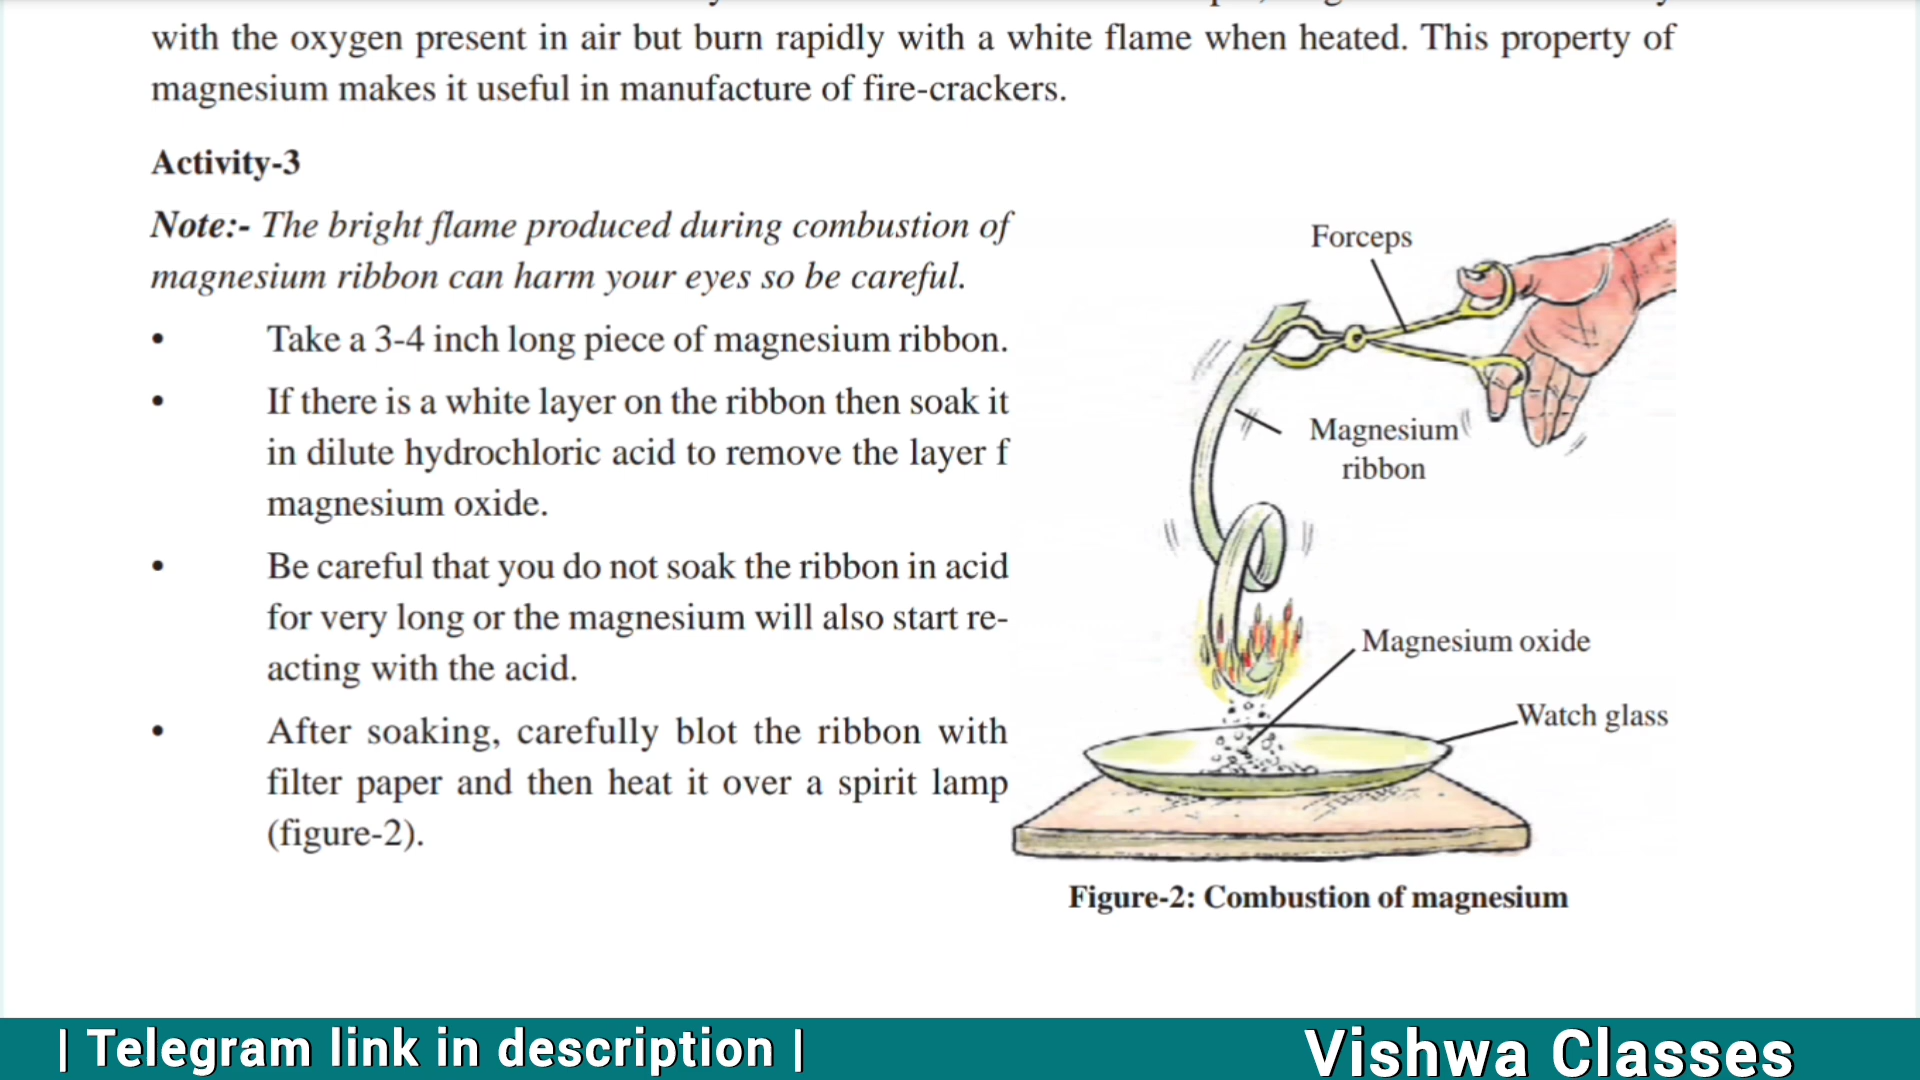 with the oxygen present in air but burn rapidly with a white flame when heated. This property of
magnesium makes it useful in manufacture of fire-crackers.
Activity-3
Note:- The bright flame produced during combustion of
magnesium ribbon can harm your eyes so be careful.
• Take a 3-4 inch long piece of magnesium ribbon.
• If there is a white layer on the ribbon then soak it
in dilute hydrochloric acid to remove the layer f
magnesium oxide.
• Be careful that you do not soak the ribbon in acid
for very long or the magnesium will also start re-
acting with the acid.
• After soaking, carefully blot the ribbon with
filter paper and then heat it over a spirit lamp
(figure-2).
Forceps
Magnesium
ribbon
Magnesium oxide
Watch glass
Figure-2: Combustion of magnesium
| Telegram link in description |
Vishwa Classes